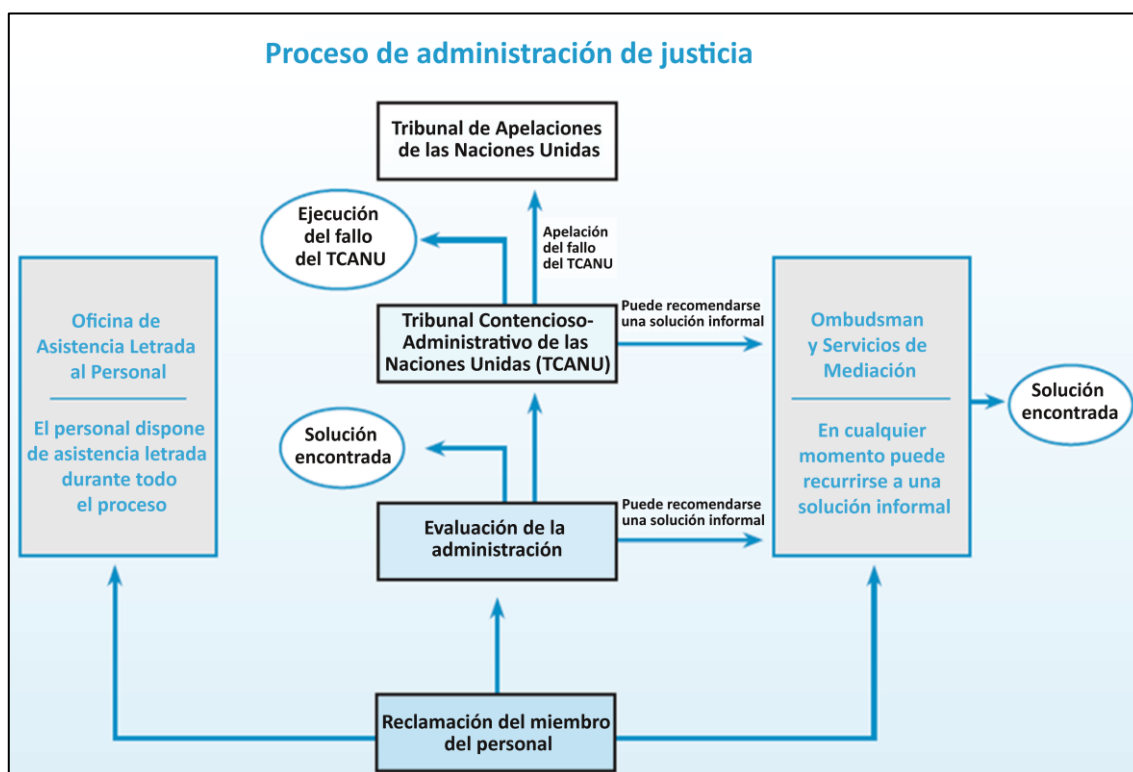 Proceso de administración de justicia
Tribunal de Apelaciones
de las Naciones Unidas
Ejecución
del fallo
del TCANU
Apelación
del fallo
del TCANU
Oficina de
Asistencia Letrada
al Personal
El personal dispone
de asistencia letrada
durante todo
el proceso
Tribunal Contencioso-
Administrativo de las
Naciones Unidas (TCANU)
Puede recomendarse
una solución informal
Ombudsman
y Servicios de
Mediación
En cualquier
momento puede
recurrirse a una
solución informal
Solución
encontrada
Solución
encontrada
Evaluación de la
administración
Puede recomendarse
una solución informal
Reclamación del miembro
del personal